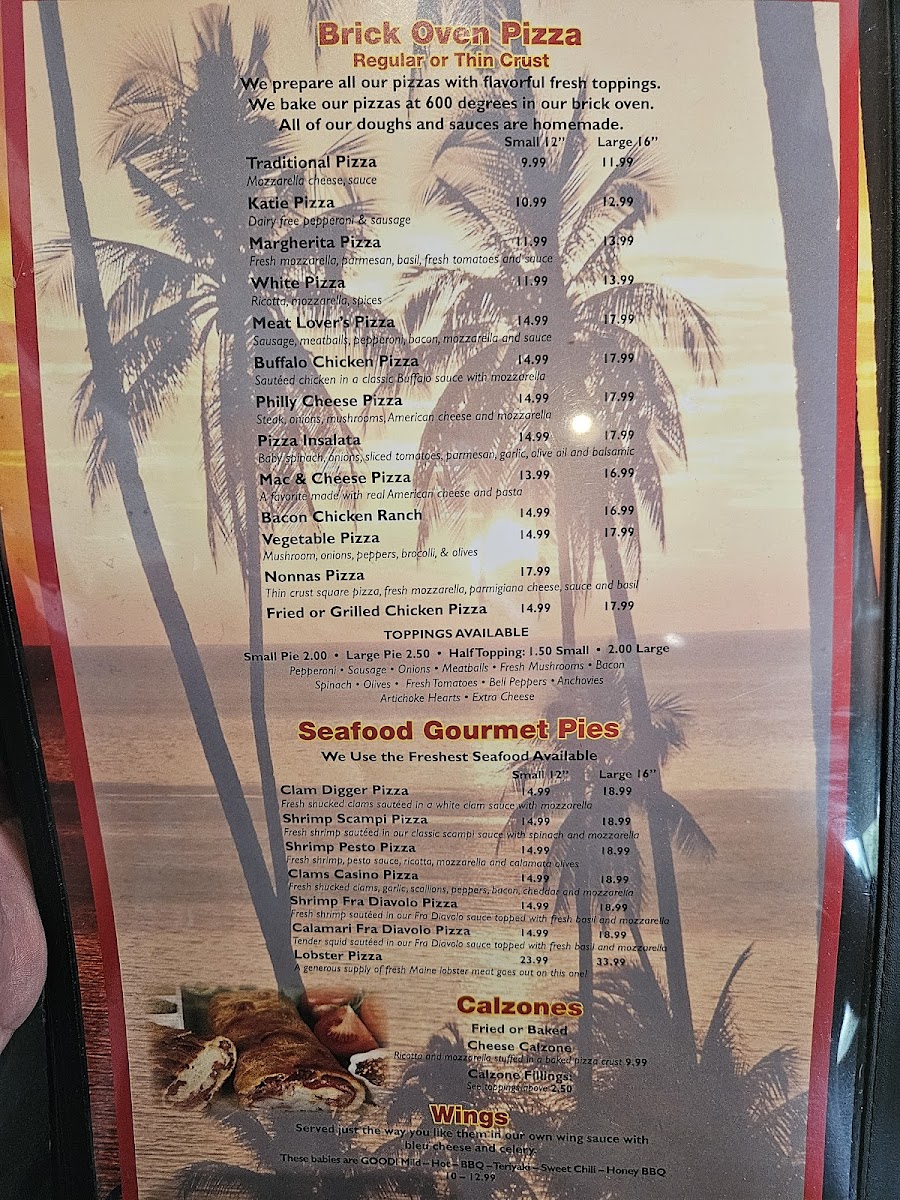 Brick Oven Pizza
Regular or Thin Crust
We prepare all our pizzas with flavorful fresh toppings.
We bake our pizzas at 600 degrees in our brick oven.
All of our doughs and sauces are homemade.
Small 12" Large 16"
Traditional Pizza 9.99 11.99
Mozzarella cheese, sauce
Katie Pizza 10.99 12.99
Dairy free pepperoni & sausage
Margherita Pizza 11.99 13.99
Fresh mozzarella, parmesan, basil, fresh tomatoes and sauce
White Pizza 11.99 13.99
Ricotta, mozzarella, spices
Meat Lover's Pizza 14.99 17.99
Sausage, meatballs, pepperoni, bacon, mozzarella and sauce
Buffalo Chicken Pizza 14.99 17.99
Sautéed chicken in a classic Buffalo sauce with mozzarella
Philly Cheese Pizza 14.99 17.99
Steak, onions, mushrooms, American cheese and mozzarella
Pizza Insalata 14.99 17.99
Baby spinach, onions, sliced tomatoes, parmesan, garlic, olive oil and balsamic
Mac & Cheese Pizza 13.99 16.99
A favorite made with real American cheese and pasta
Bacon Chicken Ranch 14.99 16.99
Vegetable Pizza 14.99 17.99
Mushroom, onions, peppers, brocolli, & olives
Nonnas Pizza 17.99
Thin crust square pizza, fresh mozzarella, parmigiana cheese, sauce and basil
Fried or Grilled Chicken Pizza 14.99 17.99
TOPPINGS AVAILABLE
Small Pie 2.00 • Large Pie 2.50 • Half Topping: 1.50 Small • 2.00 Large
Pepperoni • Sausage • Onions • Meatballs • Fresh Mushrooms • Bacon
Spinach • Olives • Fresh Tomatoes • Bell Peppers • Anchovies
Artichoke Hearts • Extra Cheese
Seafood Gourmet Pies
We Use the Freshest Seafood Available
Small 12" Large 16"
Clam Digger Pizza 14.99 18.99
Fresh shucked clams sautéed in a white clam sauce with mozzarella
Shrimp Scampi Pizza 14.99 18.99
Fresh shrimp sautéed in our classic scampi sauce with spinach and mozzarella
Shrimp Pesto Pizza 14.99 18.99
Fresh shrimp, pesto sauce, ricotta, mozzarella and calamata olives
Clams Casino Pizza 14.99 18.99
Fresh shucked clams, garlic, scallions, peppers, bacon, cheddar and mozzarella
Shrimp Fra Diavolo Pizza 14.99 18.99
Fresh shrimp sautéed in our Fra Diavolo sauce topped with fresh basil and mozzarella
Calamari Fra Diavolo Pizza 14.99 18.99
Tender squid sautéed in our Fra Diavolo sauce topped with fresh basil and mozzarella
Lobster Pizza 23.99 33.99
A generous supply of fresh Maine lobster meat goes out on this one!
Calzones
Fried or Baked
Cheese Calzone
Ricotta and mozzarella stuffed in a baked pizza crust 9.99
Calzone Fillings:
See toppings above 2.50
Wings
Served just the way you like them in our own wing sauce with
bleu cheese and celery.
These babies are GOOD! Mild – Hot – BBQ – Teriyaki – Sweet Chili – Honey BBQ
10 – 12.99